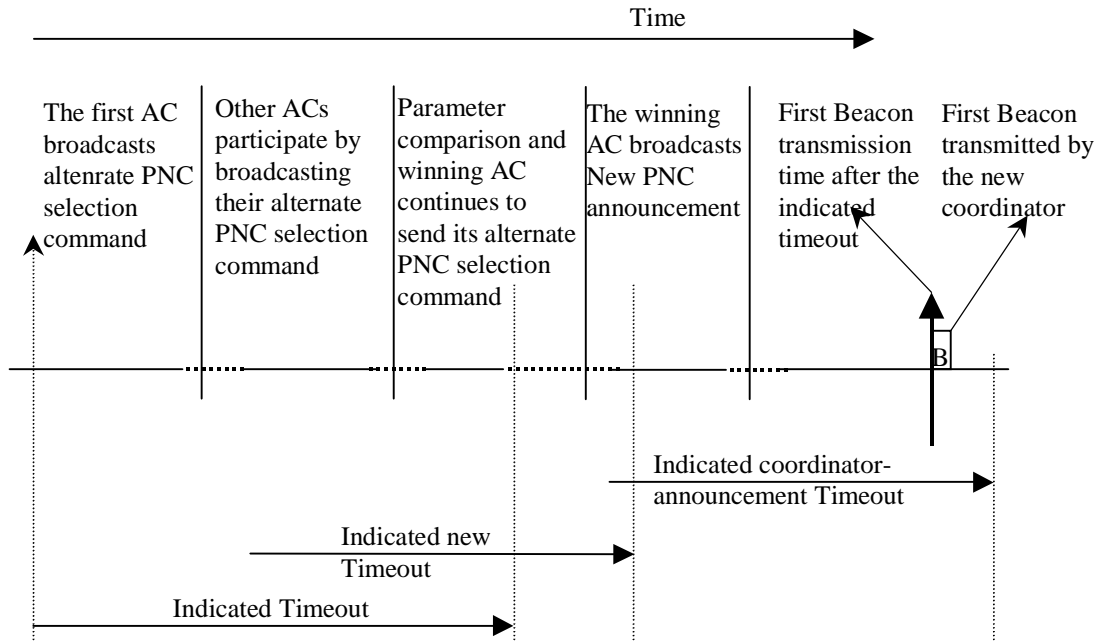 Time
The first AC
broadcasts
altenrate PNC
selection
command
Other ACs
participate by
broadcasting
their alternate
PNC selection
command
Parameter
comparison and
winning AC
continues to
send its alternate
PNC selection
command
The winning
AC broadcasts
New PNC
announcement
First Beacon
transmission
time after the
indicated
timeout
First Beacon
transmitted by
the new
coordinator
B
Indicated coordinator-
announcement Timeout
Indicated new
Timeout
Indicated Timeout